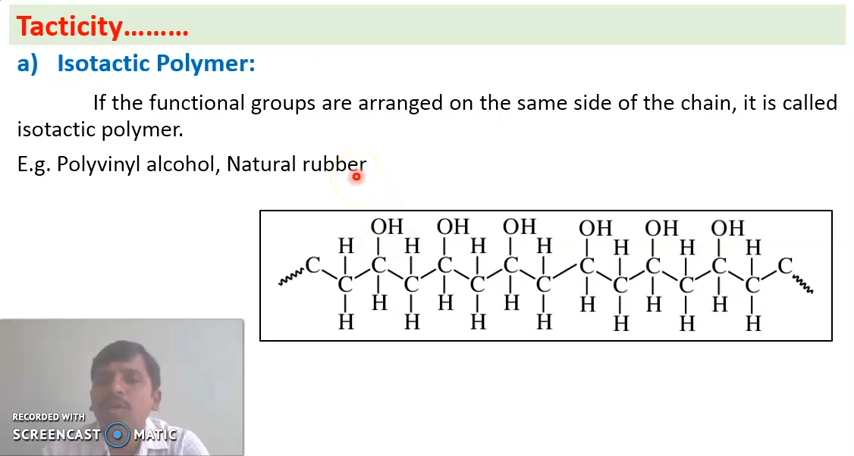 Tacticity………
a) Isotactic Polymer:
If the functional groups are arranged on the same side of the chain, it is called
isotactic polymer.
E.g. Polyvinyl alcohol, Natural rubber
OH OH OH OH OH OH
H H H H H H H
C C C C C C C C
C C C C C C C
H H H H H H
H H H H H H H
RECORDED WITH
SCREENCAST MATIC